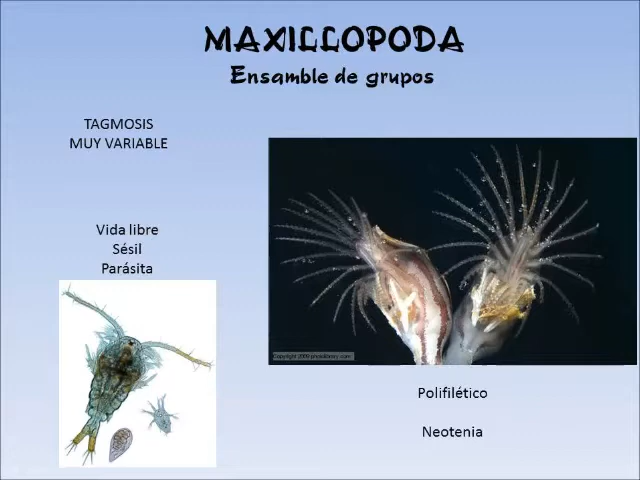 MAXILLOPODA
Ensamble de grupos
TAGMOSIS
MUY VARIABLE
Vida libre
Sésil
Parásita
Polifilético
Neotenia